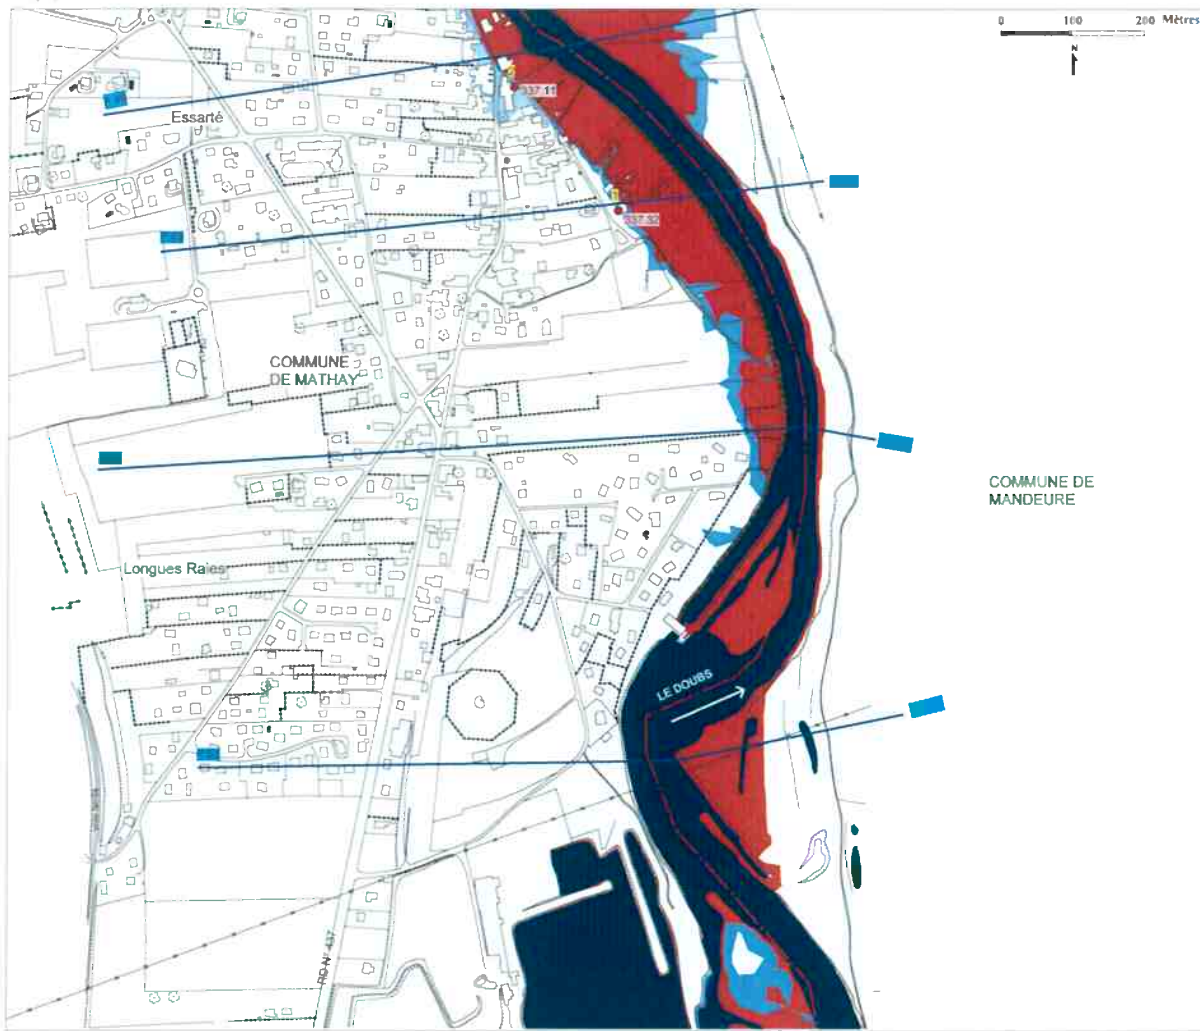 0 100 200 Mètres
N
337.11
Essarté
337.32
COMMUNE
DE MATHAY
COMMUNE DE
MANDEURE
Longues Raies
LE DOUBS
RD N° 437